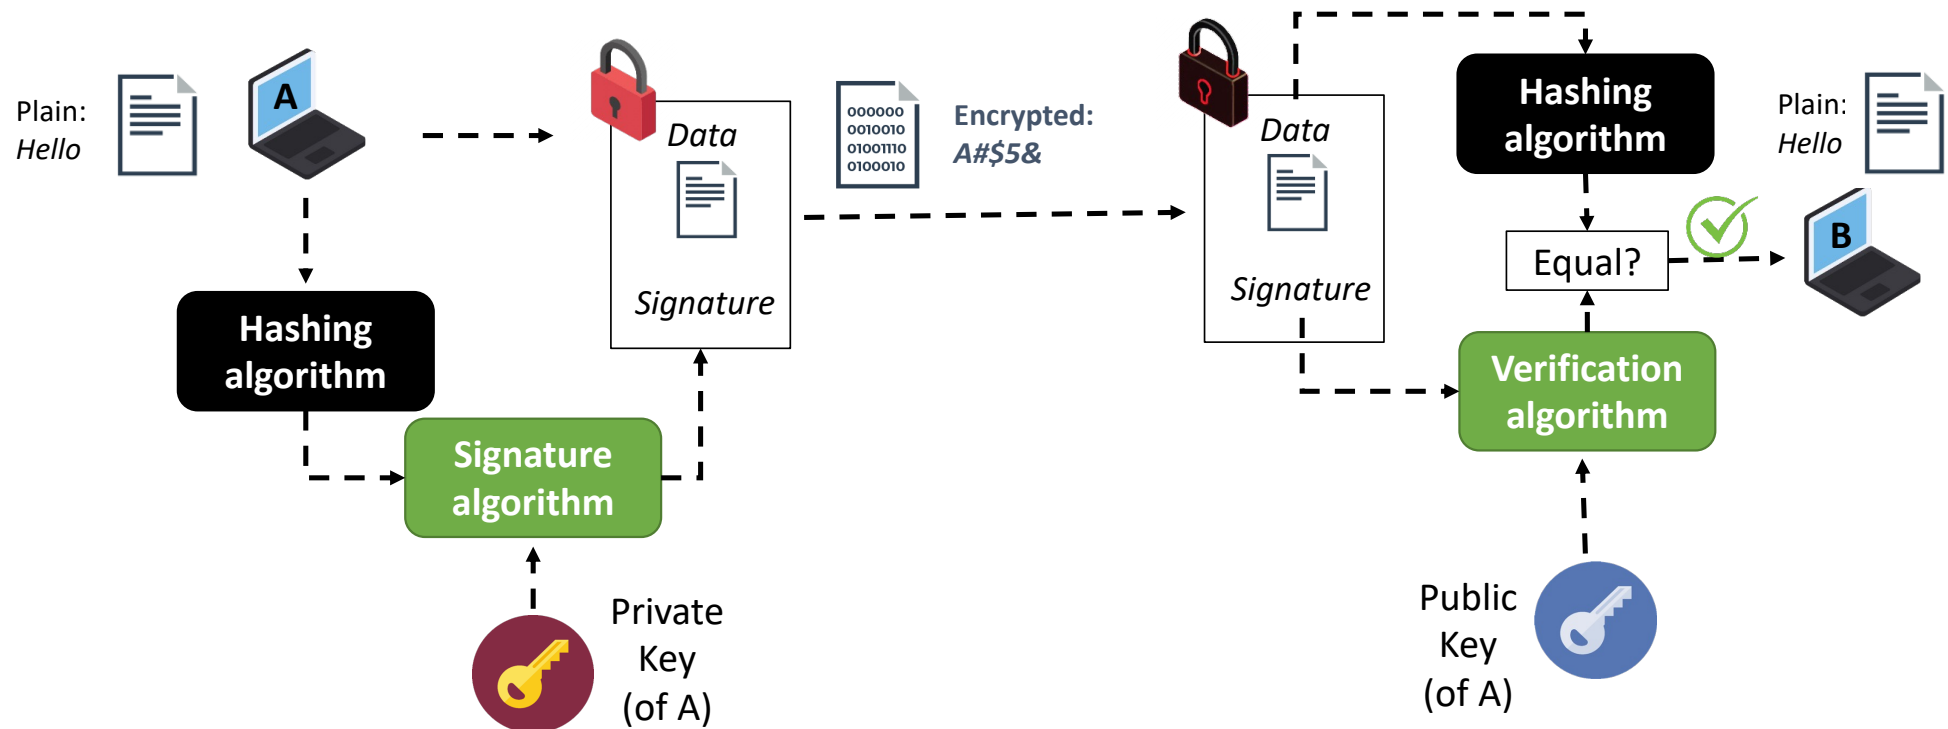 Plain:
Hello
A
Hashing
algorithm
Signature
algorithm
Private
Key
(of A)
Data
Signature
000000
0010010
01001110
0100010
Encrypted:
A#$5&
Data
Signature
Hashing
algorithm
Equal?
Verification
algorithm
Public
Key
(of A)
Plain:
Hello
B